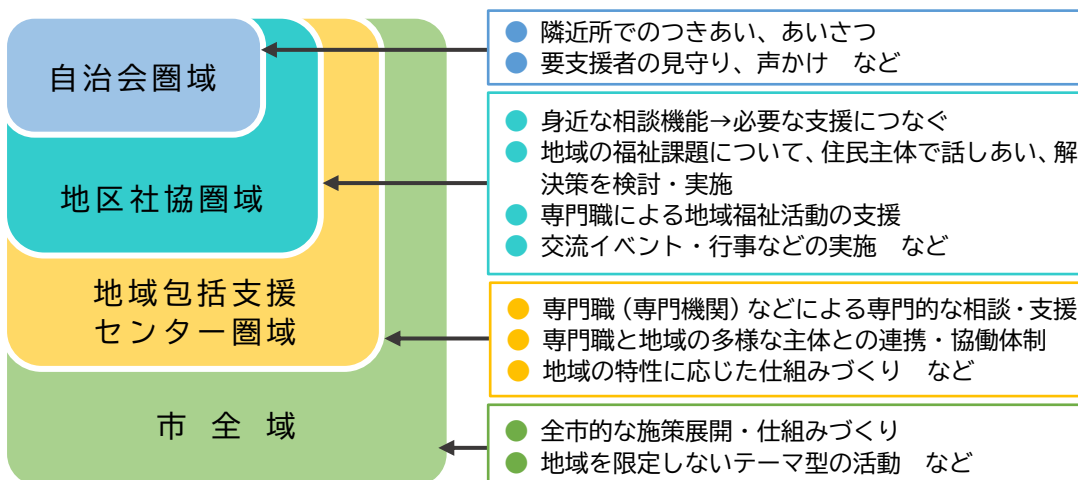 自治会圏域
● 隣近所でのつきあい、あいさつ
● 要支援者の見守り、声かけ　など
地区社協圏域
● 身近な相談機能→必要な支援につなぐ
● 地域の福祉課題について、住民主体で話しあい、解
決策を検討・実施
● 専門職による地域福祉活動の支援
● 交流イベント・行事などの実施　など
地域包括支援
センター圏域
● 専門職（専門機関）などによる専門的な相談・支援
● 専門職と地域の多様な主体との連携・協働体制
● 地域の特性に応じた仕組みづくり　など
市 全 域
● 全市的な施策展開・仕組みづくり
● 地域を限定しないテーマ型の活動　など